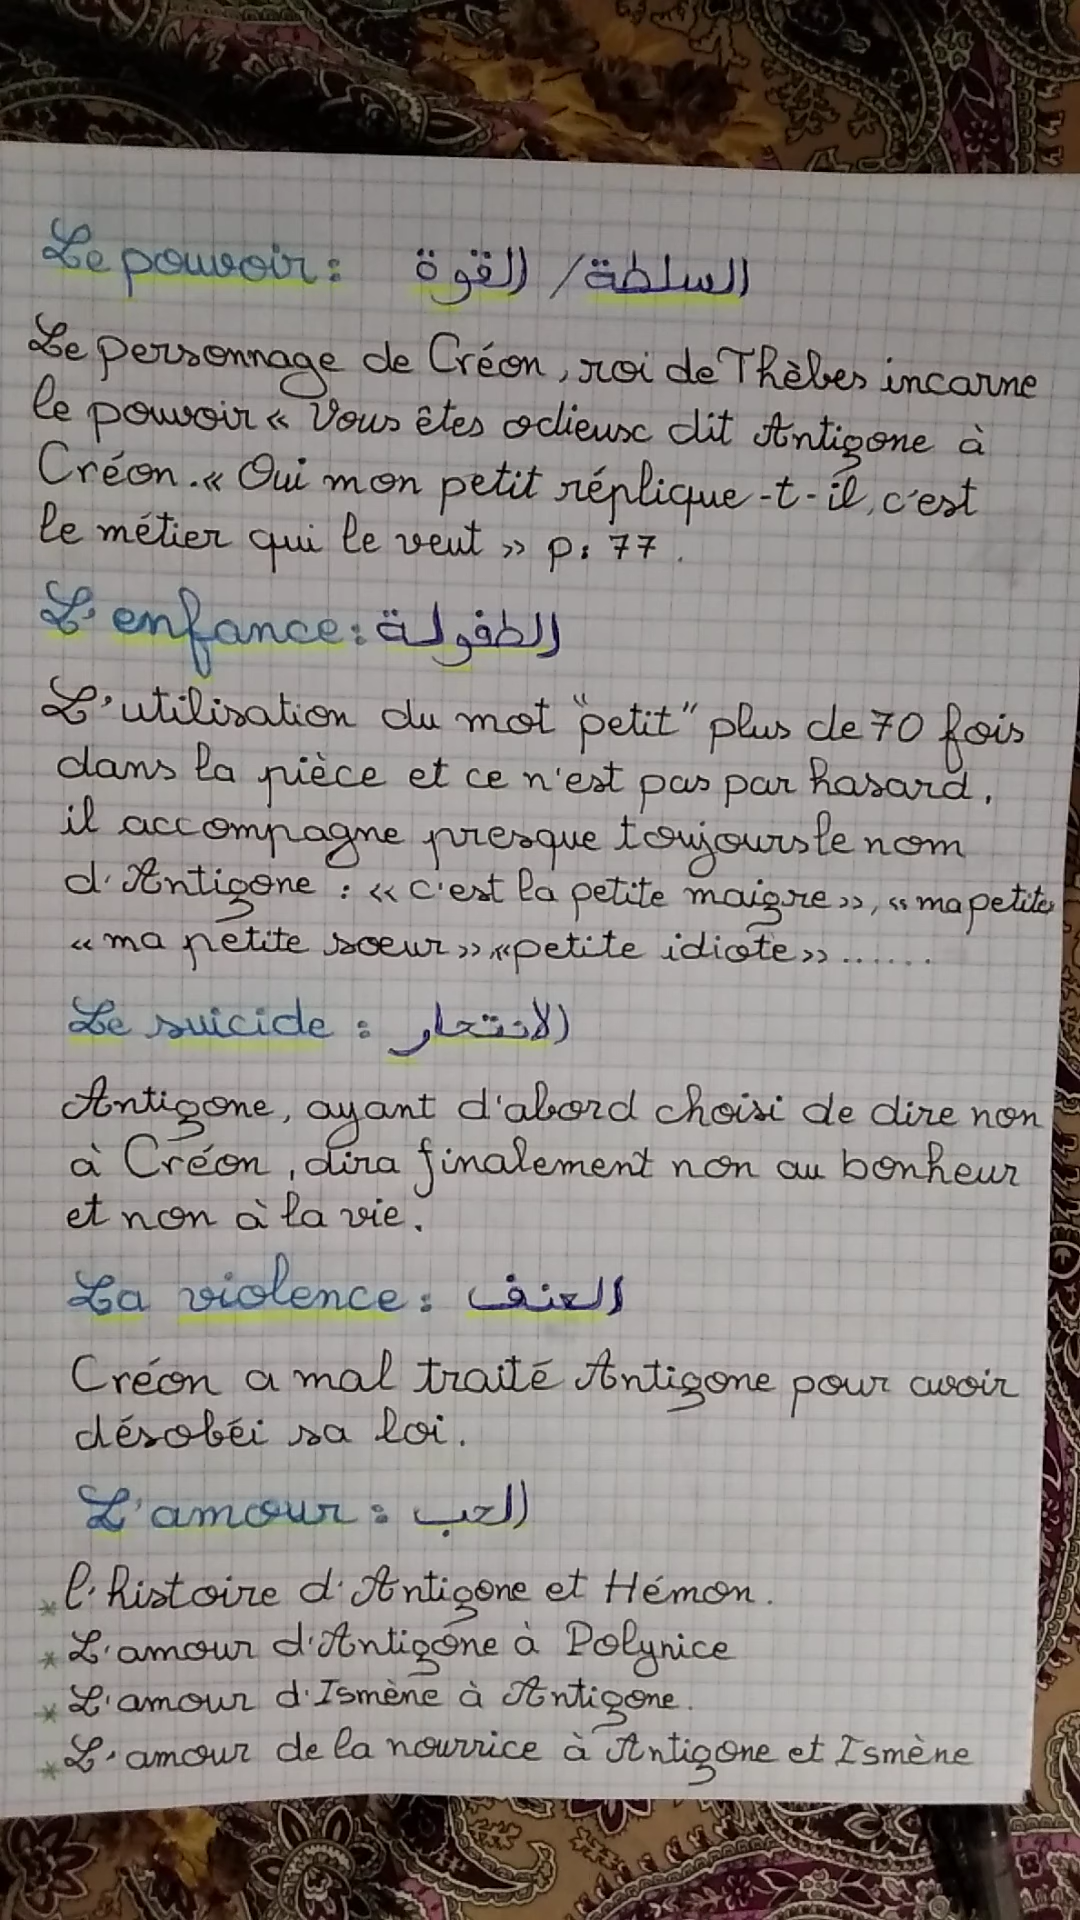 Le pouvoir : السلطة / القوة
Le personnage de Créon, roi de Thèbes incarne
le pouvoir « Vous êtes odieux dit Antigone à
Créon. « Oui mon petit réplique-t-il, c'est
le métier qui le veut » p: 77.
L'enfance : الطفولة
L'utilisation du mot "petit" plus de 70 fois
dans la pièce et ce n'est pas par hasard,
il accompagne presque toujours le nom
d'Antigone : « c'est la petite maigre », « ma petite
« ma petite sœur » « petite idiote » ......
Le suicide : الانتحار
Antigone, ayant d'abord choisi de dire non
à Créon, dira finalement non au bonheur
et non à la vie.
La violence : العنف
Créon a mal traité Antigone pour avoir
désobéi sa loi.
L'amour : الحب
* l'histoire d'Antigone et Hémon.
* L'amour d'Antigone à Polynice
* L'amour d'Ismène à Antigone.
* L'amour de la nourrice à Antigone et Ismène